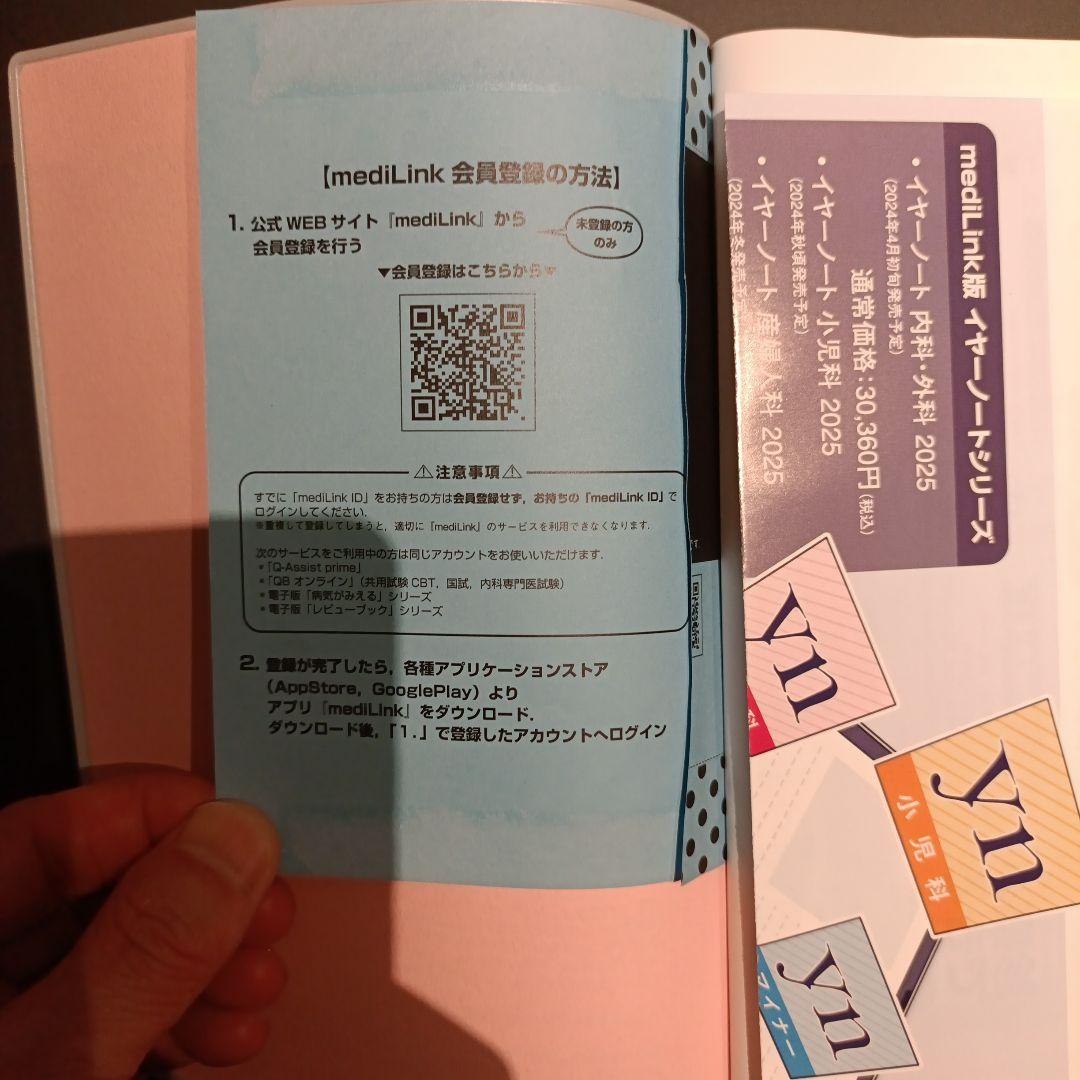 【mediLink 会員登録の方法】
1. 公式 WEB サイト『mediLink』から
会員登録を行う
未登録の方
のみ
▼会員登録はこちらから▼
⚠注意事項⚠
すでに「mediLink ID」をお持ちの方は会員登録せず，お持ちの「mediLink ID」で
ログインしてください．
※重複して登録してしまうと，適切に『mediLink』のサービスを利用できなくなります．
次のサービスをご利用中の方は同じアカウントをお使いいただけます．
*「Q-Assist prime」
*「QB オンライン」（共用試験 CBT，国試，内科専門医試験）
*電子版「病気がみえる」シリーズ
*電子版「レビューブック」シリーズ
2. 登録が完了したら，各種アプリケーションストア
（AppStore，GooglePlay）より
アプリ『mediLink』をダウンロード．
ダウンロード後，「1．」で登録したアカウントへログイン
mediLink版 イヤーノートシリーズ
・イヤーノート 内科・外科 2025
（2024年4月初旬発売予定）
通常価格：30,360円（税込）
・イヤーノート 小児科 2025
（2024年秋頃発売予定）
・イヤーノート 産婦人科 2025
（2024年冬発売予定
yn
科
yn
小児科
yn
マイナー